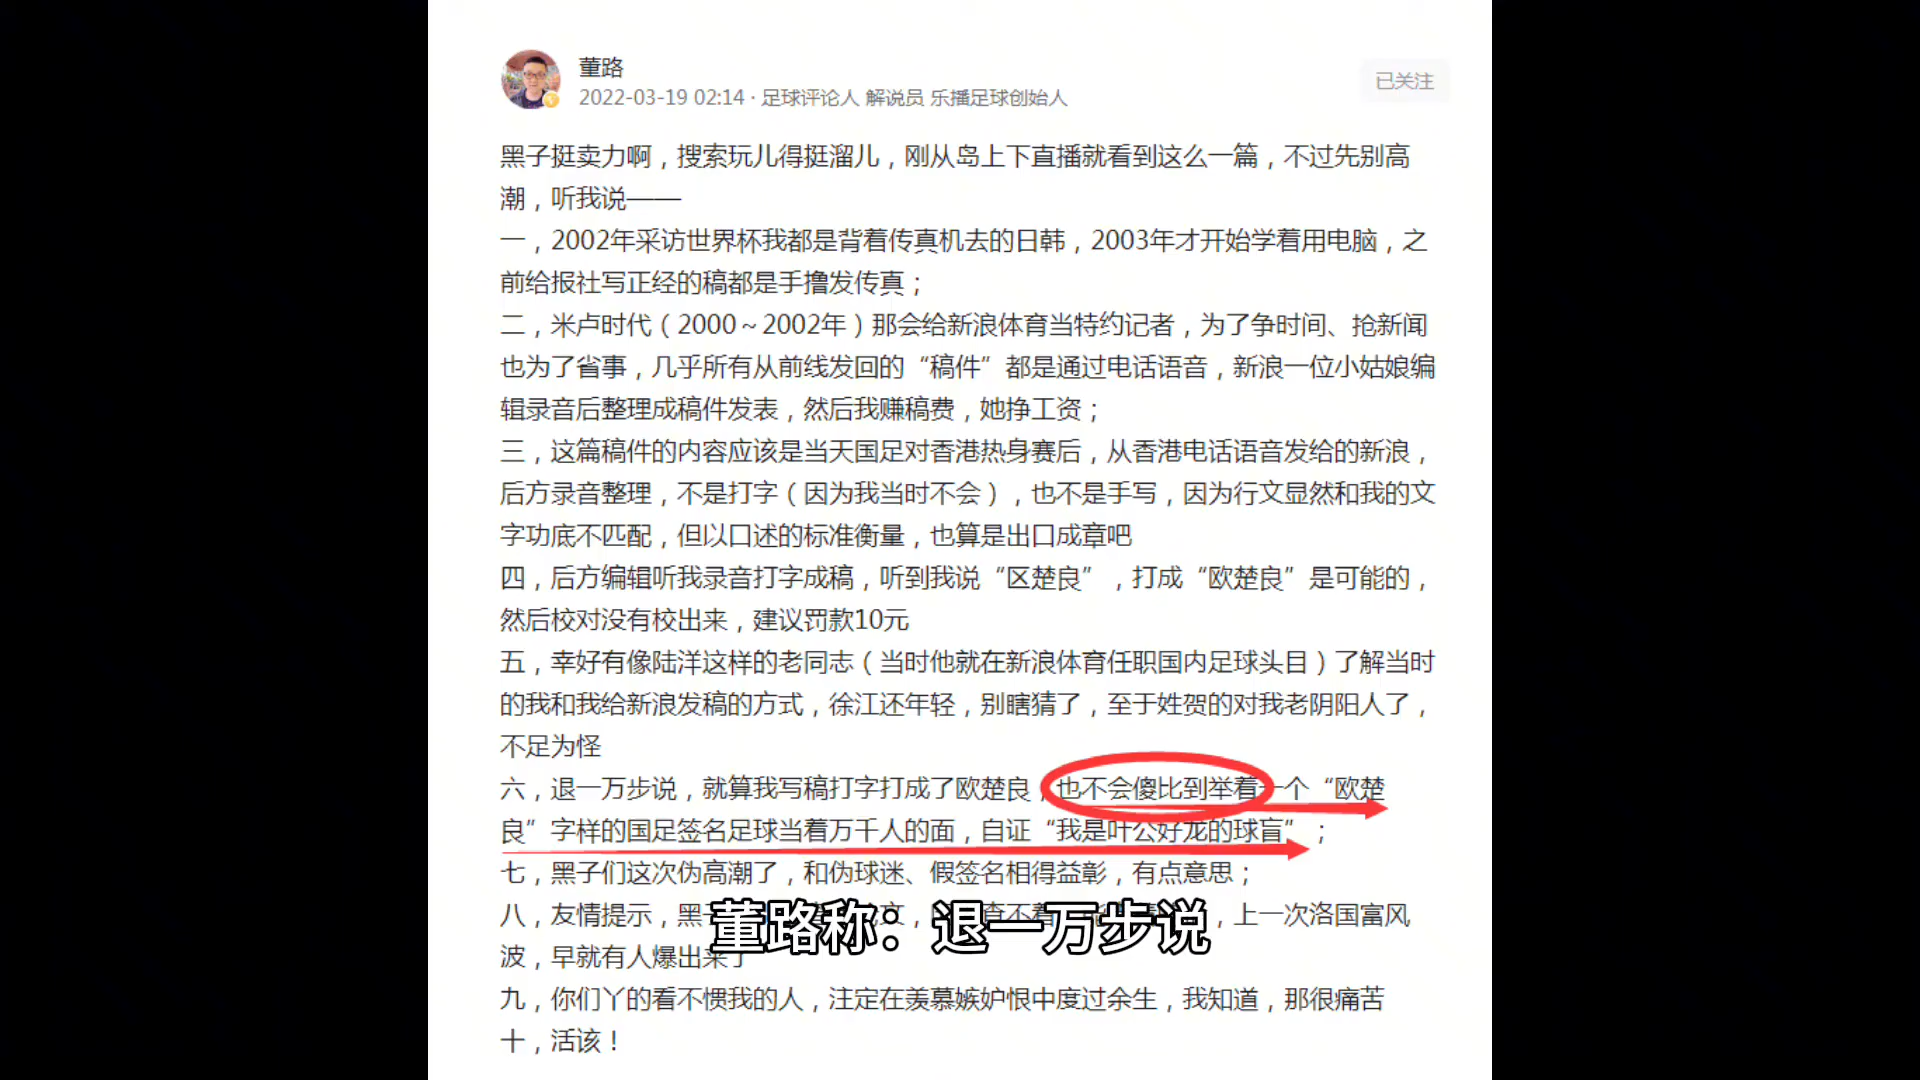 董路
2022-03-19 02:14 · 足球评论人 解说员 乐播足球创始人
已关注
黑子挺卖力啊，搜索玩儿得挺溜儿，刚从岛上下直播就看到这么一篇，不过先别高
潮，听我说——
一，2002年采访世界杯我都是背着传真机去的日韩，2003年才开始学着用电脑，之
前给报社写正经的稿都是手撸发传真；
二，米卢时代（2000～2002年）那会给新浪体育当特约记者，为了争时间、抢新闻
也为了省事，几乎所有从前线发回的“稿件”都是通过电话语音，新浪一位小姑娘编
辑录音后整理成稿件发表，然后我赚稿费，她挣工资；
三，这篇稿件的内容应该是当天国足对香港热身赛后，从香港电话语音发给的新浪，
后方录音整理，不是打字（因为我当时不会），也不是手写，因为行文显然和我的文
字功底不匹配，但以口述的标准衡量，也算是出口成章吧
四，后方编辑听我录音打字成稿，听到我说“区楚良”，打成“欧楚良”是可能的，
然后校对没有校出来，建议罚款10元
五，幸好有像陆洋这样的老同志（当时他就在新浪体育任职国内足球头目）了解当时
的我和我给新浪发稿的方式，徐江还年轻，别瞎猜了，至于姓贺的对我老阴阳人了，
不足为怪
六，退一万步说，就算我写稿打字打成了欧楚良，也不会傻比到举着一个“欧楚
良”字样的国足签名足球当着万千人的面，自证“我是叶公好龙的球盲”；
七，黑子们这次伪高潮了，和伪球迷、假签名相得益彰，有点意思；
八，友情提示，黑 文， ，上一次洛国富风
波，早就有人爆出来了
董路称：退一万步说
九，你们丫的看不惯我的人，注定在羡慕嫉妒恨中度过余生，我知道，那很痛苦
十，活该！